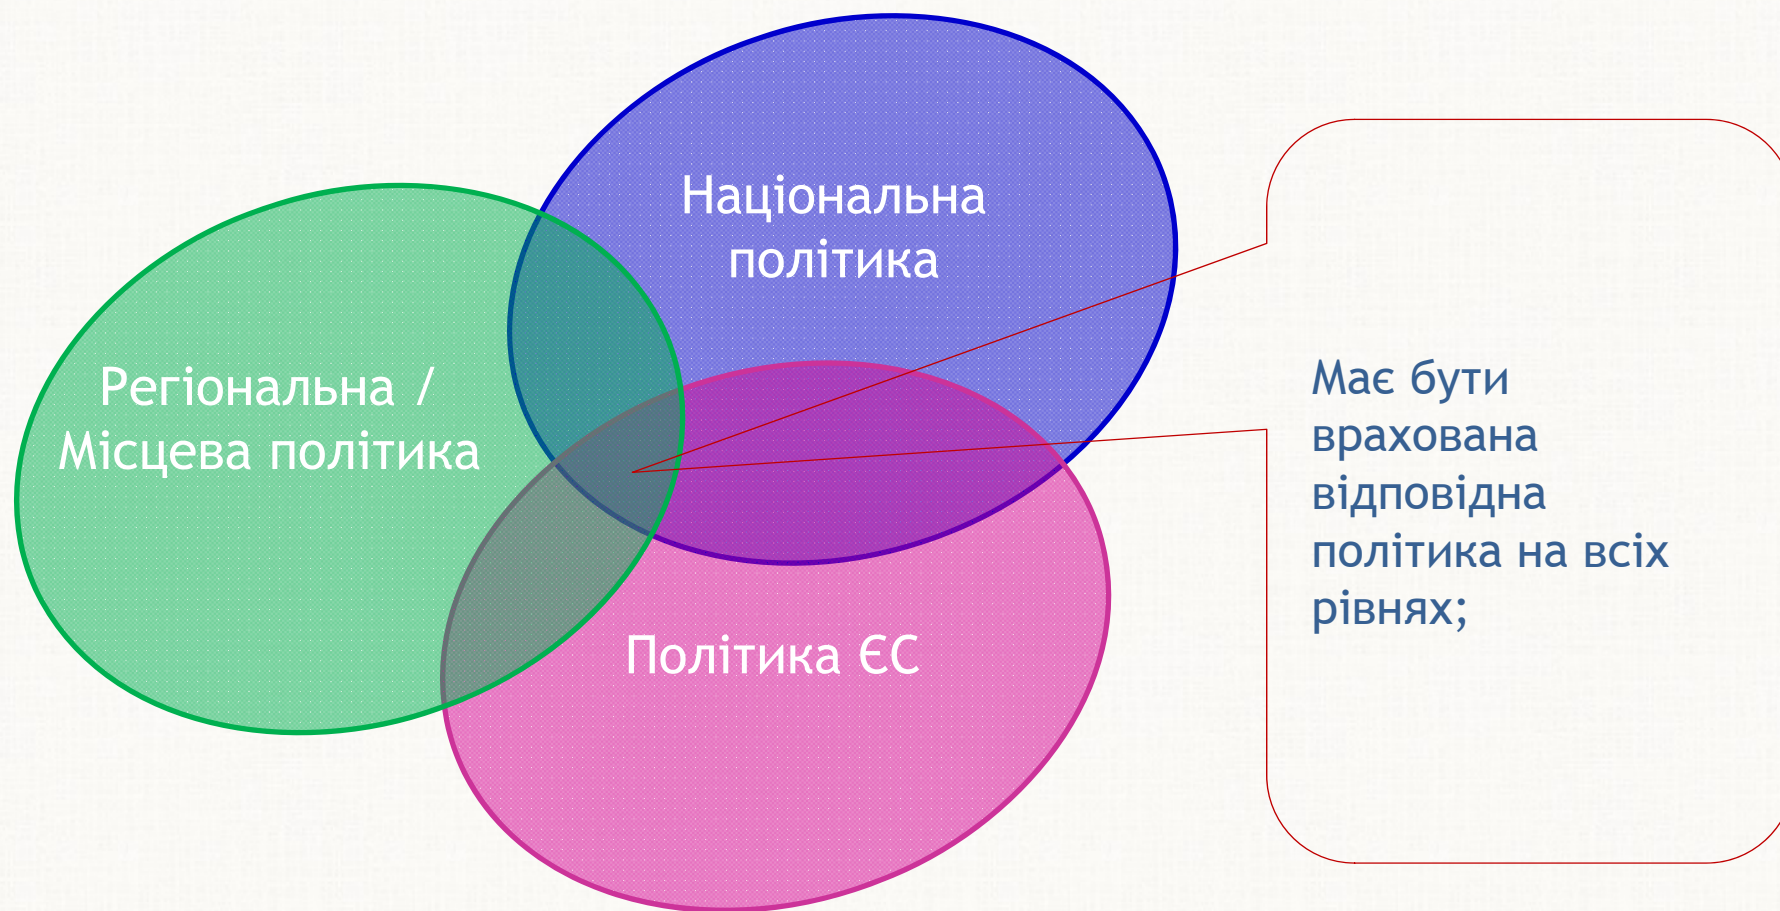 Національна
політика
Регіональна /
Місцева політика
Політика ЄС
Має бути
врахована
відповідна
політика на всіх
рівнях;